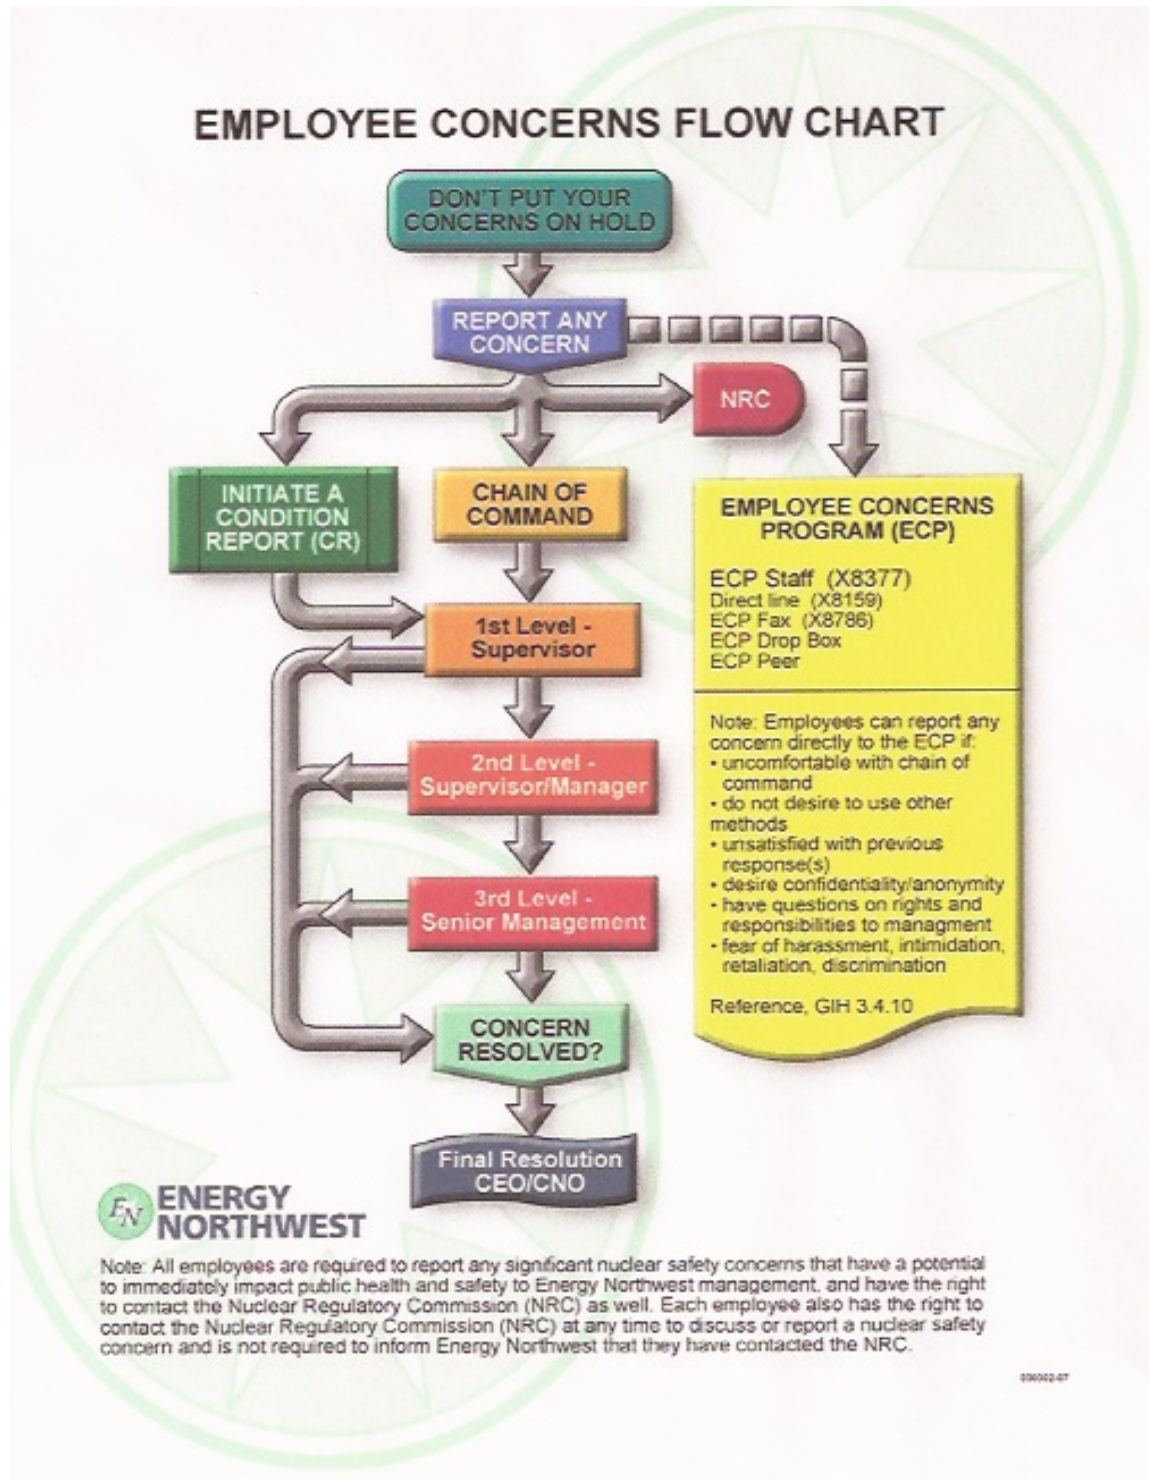 EMPLOYEE CONCERNS FLOW CHART
DON'T PUT YOUR
CONCERNS ON HOLD
REPORT ANY
CONCERN
NRC
INITIATE A
CONDITION
REPORT (CR)
CHAIN OF
COMMAND
1st Level -
Supervisor
2nd Level -
Supervisor/Manager
3rd Level -
Senior Management
CONCERN
RESOLVED?
Final Resolution
CEO/CNO
EMPLOYEE CONCERNS
PROGRAM (ECP)
ECP Staff (X8377)
Direct line (X8159)
ECP Fax (X8786)
ECP Drop Box
ECP Peer
Note: Employees can report any
concern directly to the ECP if:
• uncomfortable with chain of
command
• do not desire to use other
methods
• unsatisfied with previous
response(s)
• desire confidentiality/anonymity
• have questions on rights and
responsibilities to managment
• fear of harassment, intimidation,
retaliation, discrimination
Reference, GIH 3.4.10
EN ENERGY
NORTHWEST
Note: All employees are required to report any significant nuclear safety concerns that have a potential
to immediately impact public health and safety to Energy Northwest management, and have the right
to contact the Nuclear Regulatory Commission (NRC) as well. Each employee also has the right to
contact the Nuclear Regulatory Commission (NRC) at any time to discuss or report a nuclear safety
concern and is not required to inform Energy Northwest that they have contacted the NRC.